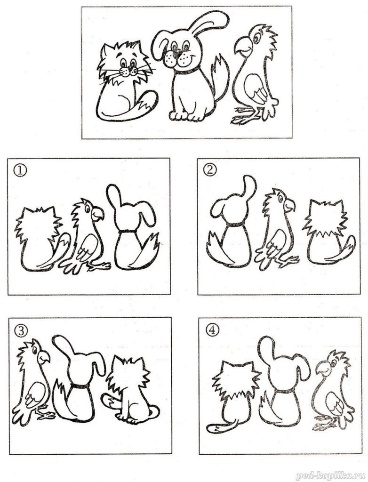 ①
②
③
④
ped-kopilka.ru